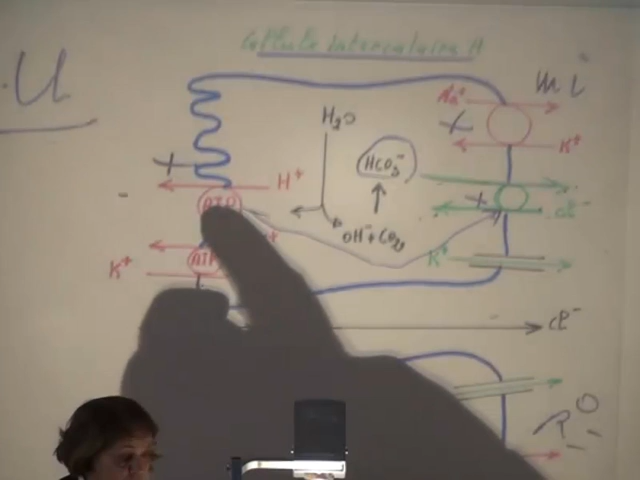 Cellule Intercalaire A
U
m i
Na+
H2O
K+
HCO3-
H+
ATP
Cl-
OH- + CO2
K+
ATP
K+
Cl-